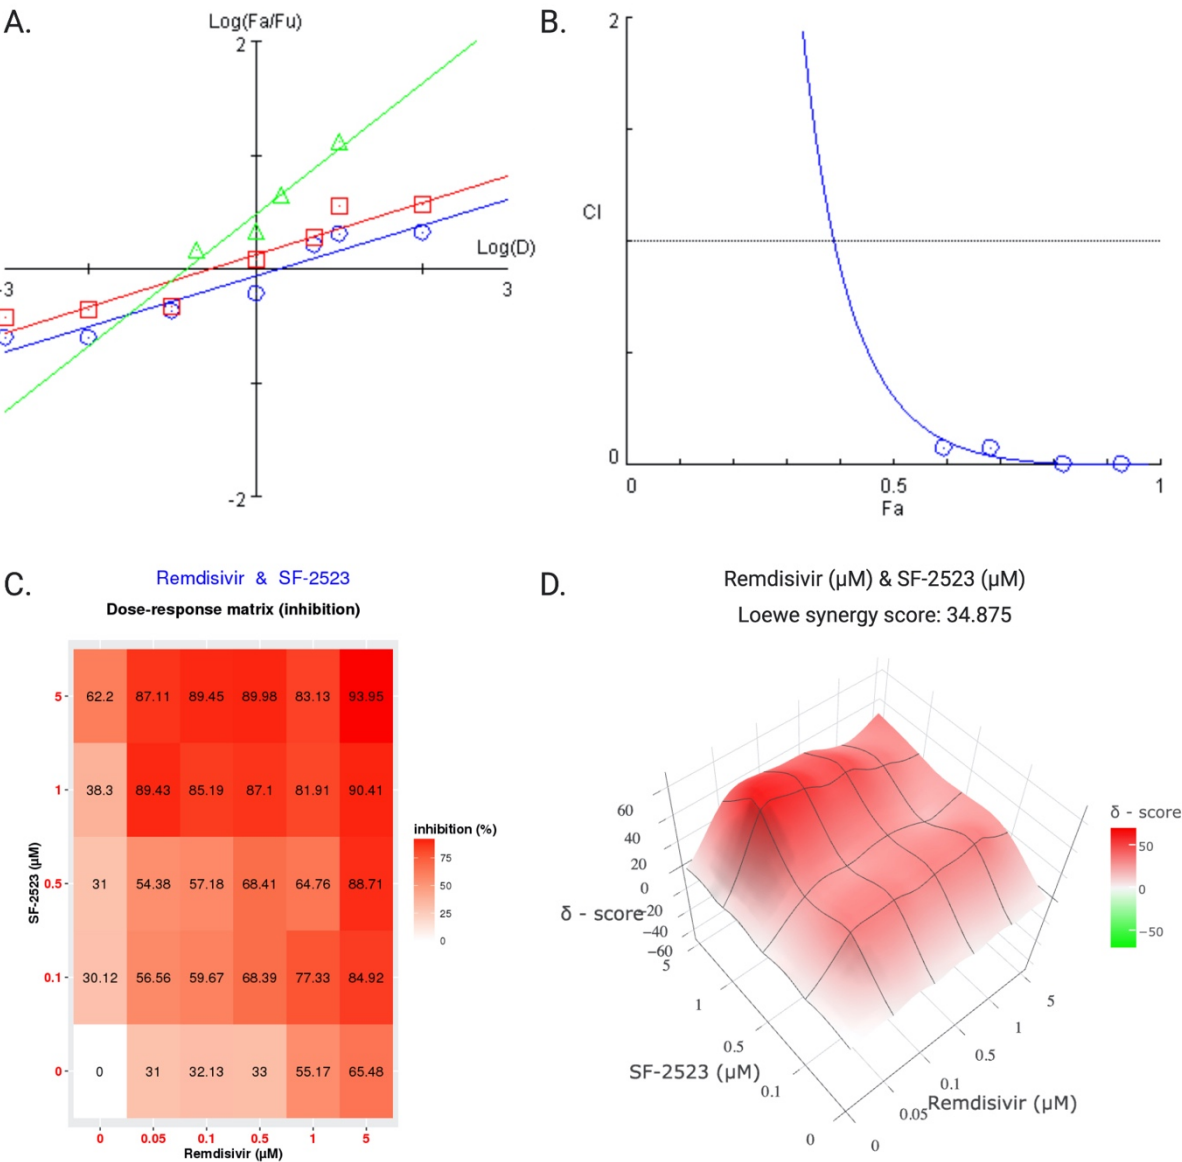 A.
Log(Fa/Fu)
2
Log(D)
-3
3
-2
B.
2
CI
0
0
0.5
1
Fa
C.
Remdisivir & SF-2523
Dose-response matrix (inhibition)
SF-2523 (µM)
5
62.2 87.11 89.45 89.98 83.13 93.95
1
38.3 89.43 85.19 87.1 81.91 90.41
0.5
31 54.38 57.18 68.41 64.76 88.71
0.1
30.12 56.56 59.67 68.39 77.33 84.92
0
0 31 32.13 33 55.17 65.48
0 0.05 0.1 0.5 1 5
Remdisivir (µM)
inhibition (%)
75
50
25
0
D.
Remdisivir (µM) & SF-2523 (µM)
Loewe synergy score: 34.875
60
40
20
0
−20
−40
−60
δ - score
5
1
0.5
0.1
0
SF-2523 (µM)
0
0.05
0.1
0.5
1
5
Remdisivir (µM)
δ - score
50
0
−50